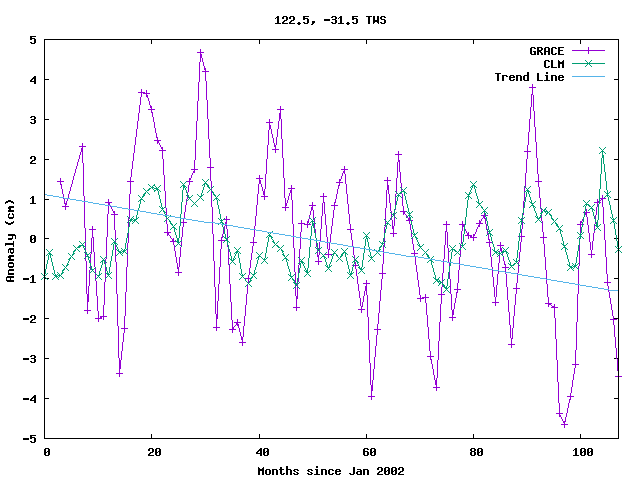 122.5, -31.5 TWS
GRACE
CLM
Trend Line
5
4
3
2
1
0
-1
-2
-3
-4
-5
Anomaly (cm)
0 20 40 60 80 100
Months since Jan 2002